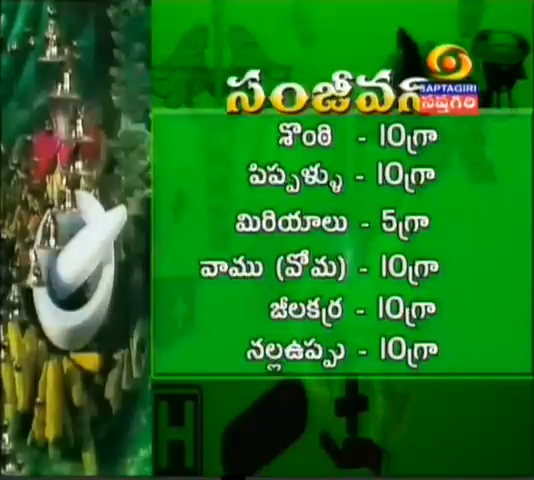 సంజీవని
SAPTAGIRI
సప్తగిరి
శొంఠి - 10గ్రా
పిప్పళ్ళు - 10గ్రా
మిరియాలు - 5గ్రా
వాము (వోమ) - 10గ్రా
జీలకర్ర - 10గ్రా
నల్లఉప్పు - 10గ్రా
H